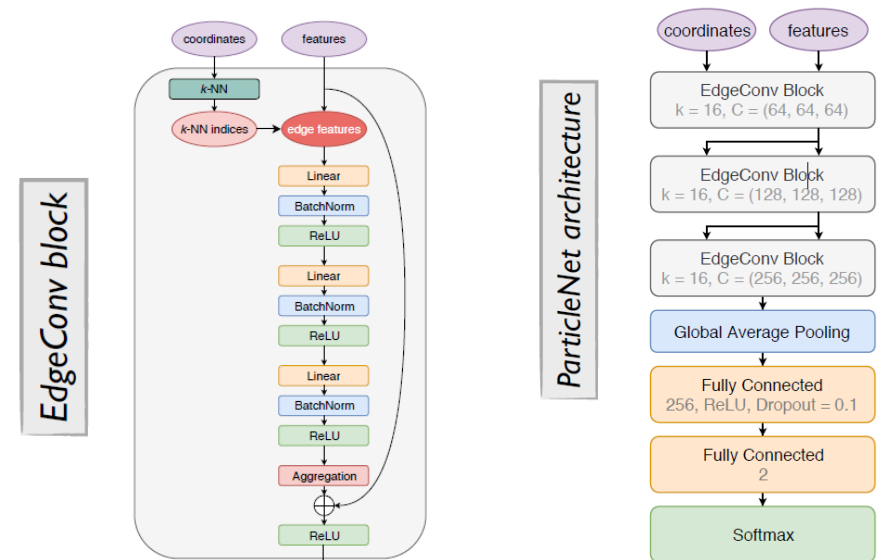 EdgeConv block
coordinates
features
k-NN
k-NN indices
edge features
Linear
BatchNorm
ReLU
Linear
BatchNorm
ReLU
Linear
BatchNorm
ReLU
Aggregation
ReLU
ParticleNet architecture
coordinates
features
EdgeConv Block
k = 16, C = (64, 64, 64)
EdgeConv Block
k = 16, C = (128, 128, 128)
EdgeConv Block
k = 16, C = (256, 256, 256)
Global Average Pooling
Fully Connected
256, ReLU, Dropout = 0.1
Fully Connected
2
Softmax